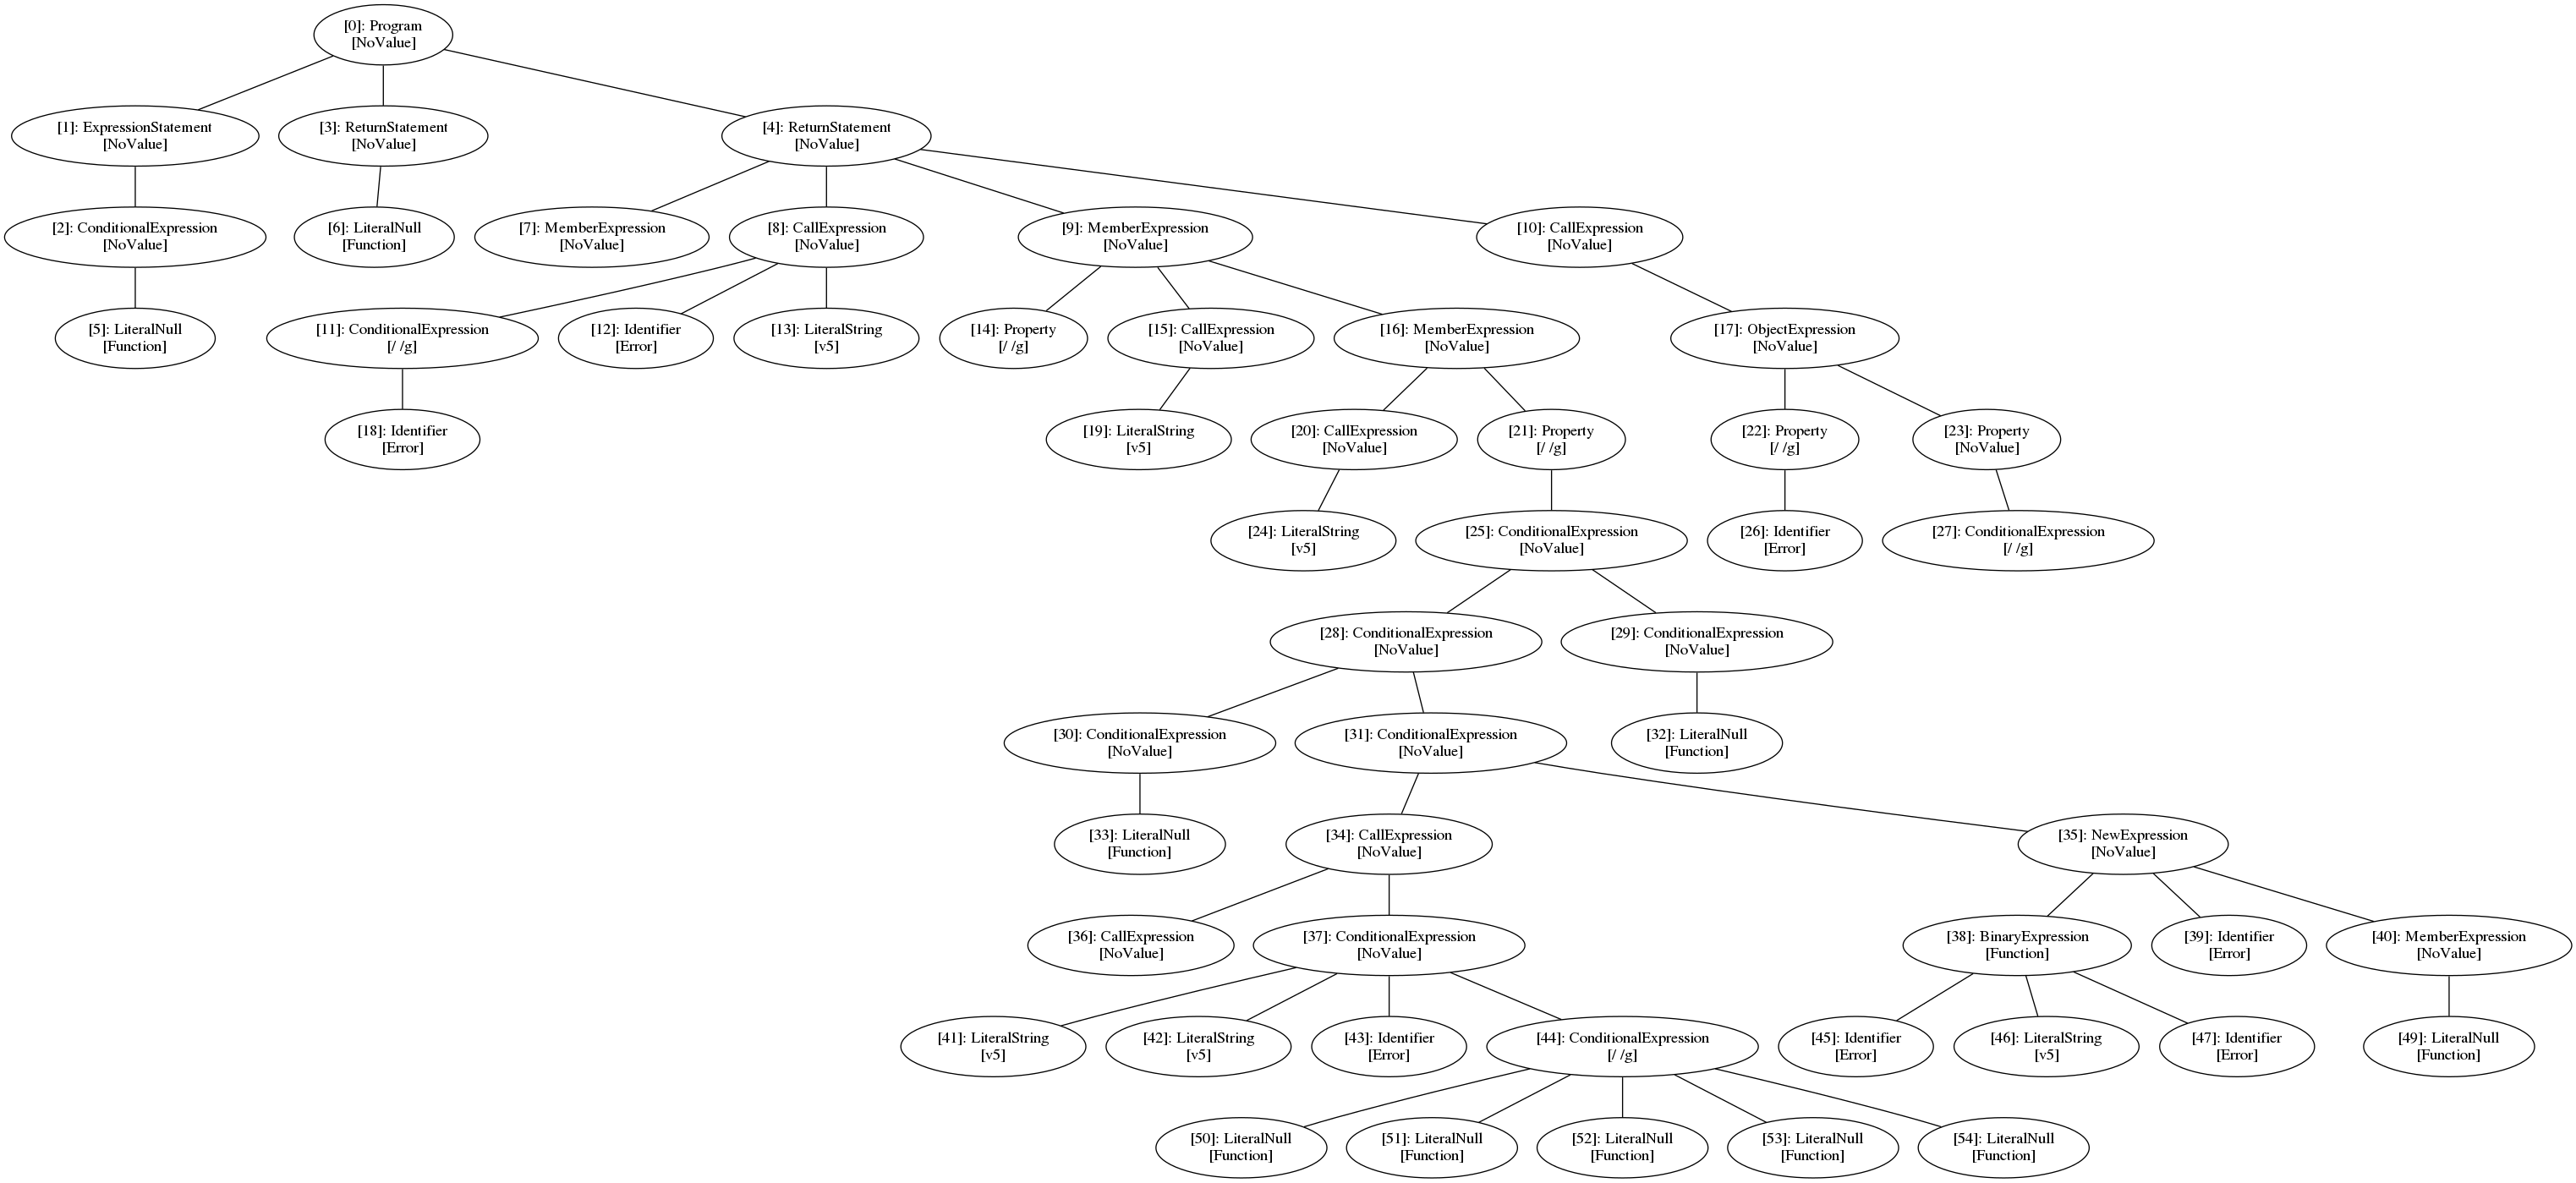 [0]: Program
[NoValue]
[1]: ExpressionStatement
[NoValue]
[3]: ReturnStatement
[NoValue]
[4]: ReturnStatement
[NoValue]
[2]: ConditionalExpression
[NoValue]
[6]: LiteralNull
[Function]
[7]: MemberExpression
[NoValue]
[8]: CallExpression
[NoValue]
[9]: MemberExpression
[NoValue]
[10]: CallExpression
[NoValue]
[5]: LiteralNull
[Function]
[11]: ConditionalExpression
[/ /g]
[12]: Identifier
[Error]
[13]: LiteralString
[v5]
[14]: Property
[/ /g]
[15]: CallExpression
[NoValue]
[16]: MemberExpression
[NoValue]
[17]: ObjectExpression
[NoValue]
[18]: Identifier
[Error]
[19]: LiteralString
[v5]
[20]: CallExpression
[NoValue]
[21]: Property
[/ /g]
[22]: Property
[/ /g]
[23]: Property
[NoValue]
[24]: LiteralString
[v5]
[25]: ConditionalExpression
[NoValue]
[26]: Identifier
[Error]
[27]: ConditionalExpression
[/ /g]
[28]: ConditionalExpression
[NoValue]
[29]: ConditionalExpression
[NoValue]
[30]: ConditionalExpression
[NoValue]
[31]: ConditionalExpression
[NoValue]
[32]: LiteralNull
[Function]
[33]: LiteralNull
[Function]
[34]: CallExpression
[NoValue]
[35]: NewExpression
[NoValue]
[36]: CallExpression
[NoValue]
[37]: ConditionalExpression
[NoValue]
[38]: BinaryExpression
[Function]
[39]: Identifier
[Error]
[40]: MemberExpression
[NoValue]
[41]: LiteralString
[v5]
[42]: LiteralString
[v5]
[43]: Identifier
[Error]
[44]: ConditionalExpression
[/ /g]
[45]: Identifier
[Error]
[46]: LiteralString
[v5]
[47]: Identifier
[Error]
[49]: LiteralNull
[Function]
[50]: LiteralNull
[Function]
[51]: LiteralNull
[Function]
[52]: LiteralNull
[Function]
[53]: LiteralNull
[Function]
[54]: LiteralNull
[Function]